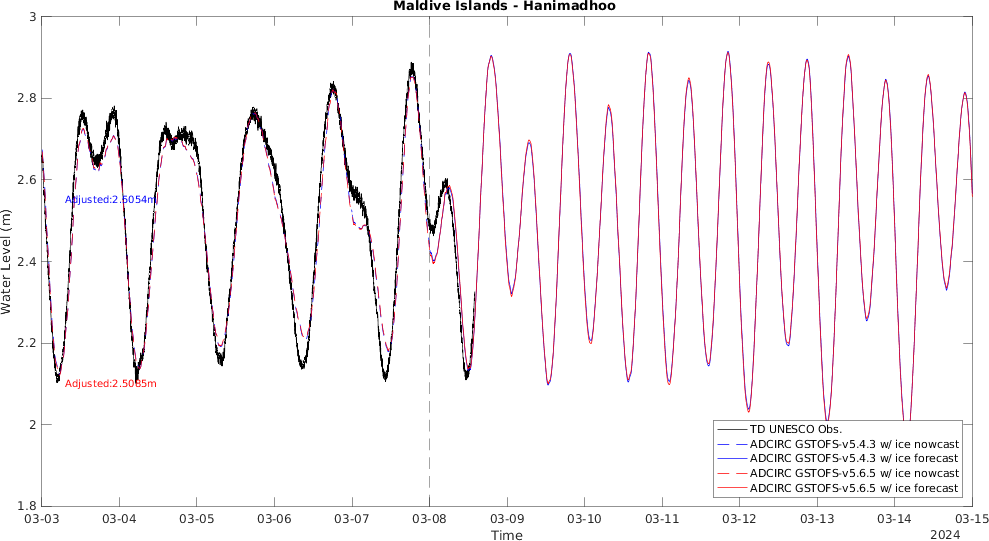 Maldive Islands - Hanimadhoo
3
2.8
2.6
2.4
2.2
2
1.8
Water Level (m)
Adjusted:2.6054m
Adjusted:2.5085m
TD UNESCO Obs.
ADCIRC GSTOFS-v5.4.3 w/ ice nowcast
ADCIRC GSTOFS-v5.4.3 w/ ice forecast
ADCIRC GSTOFS-v5.6.5 w/ ice nowcast
ADCIRC GSTOFS-v5.6.5 w/ ice forecast
03-03 03-04 03-05 03-06 03-07 03-08 03-09 03-10 03-11 03-12 03-13 03-14 03-15
Time
2024